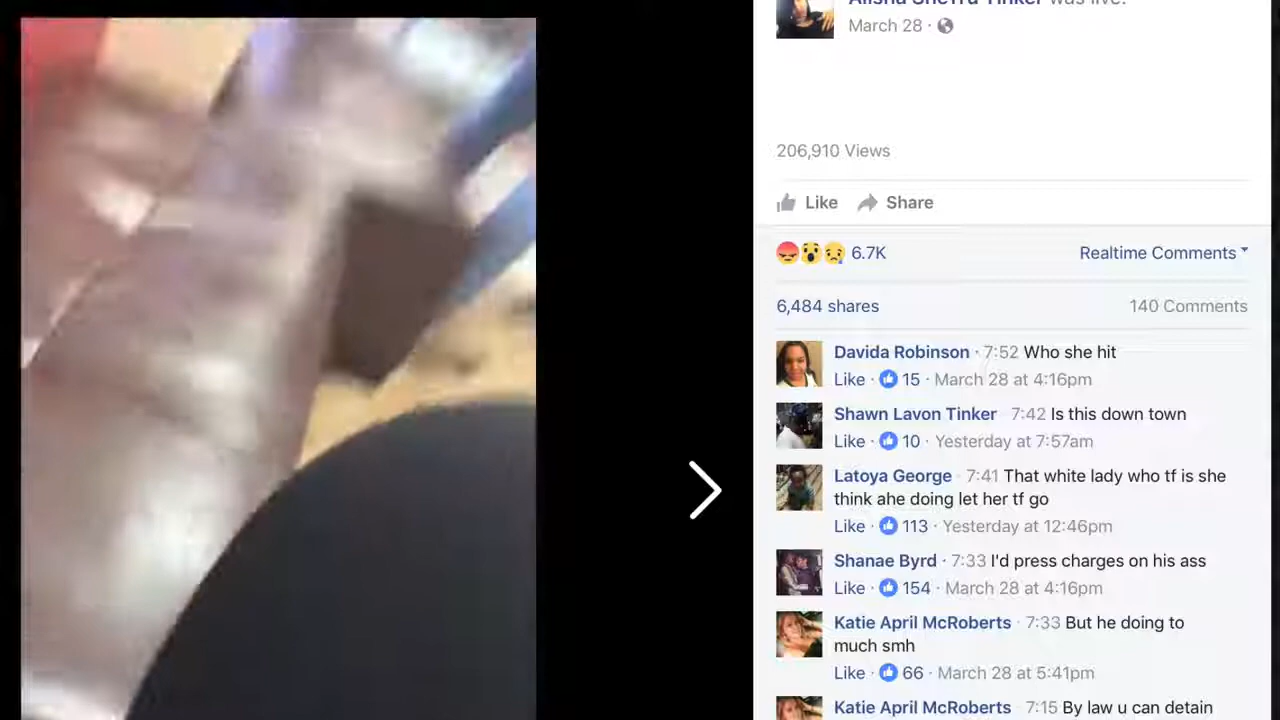 Alisha SheTra Tinker was live.
March 28 ·
206,910 Views
Like Share
6.7K Realtime Comments
6,484 shares 140 Comments
Davida Robinson · 7:52 Who she hit
Like · 15 · March 28 at 4:16pm
Shawn Lavon Tinker · 7:42 Is this down town
Like · 10 · Yesterday at 7:57am
Latoya George · 7:41 That white lady who tf is she
think ahe doing let her tf go
Like · 113 · Yesterday at 12:46pm
Shanae Byrd · 7:33 I'd press charges on his ass
Like · 154 · March 28 at 4:16pm
Katie April McRoberts · 7:33 But he doing to
much smh
Like · 66 · March 28 at 5:41pm
Katie April McRoberts · 7:15 By law u can detain